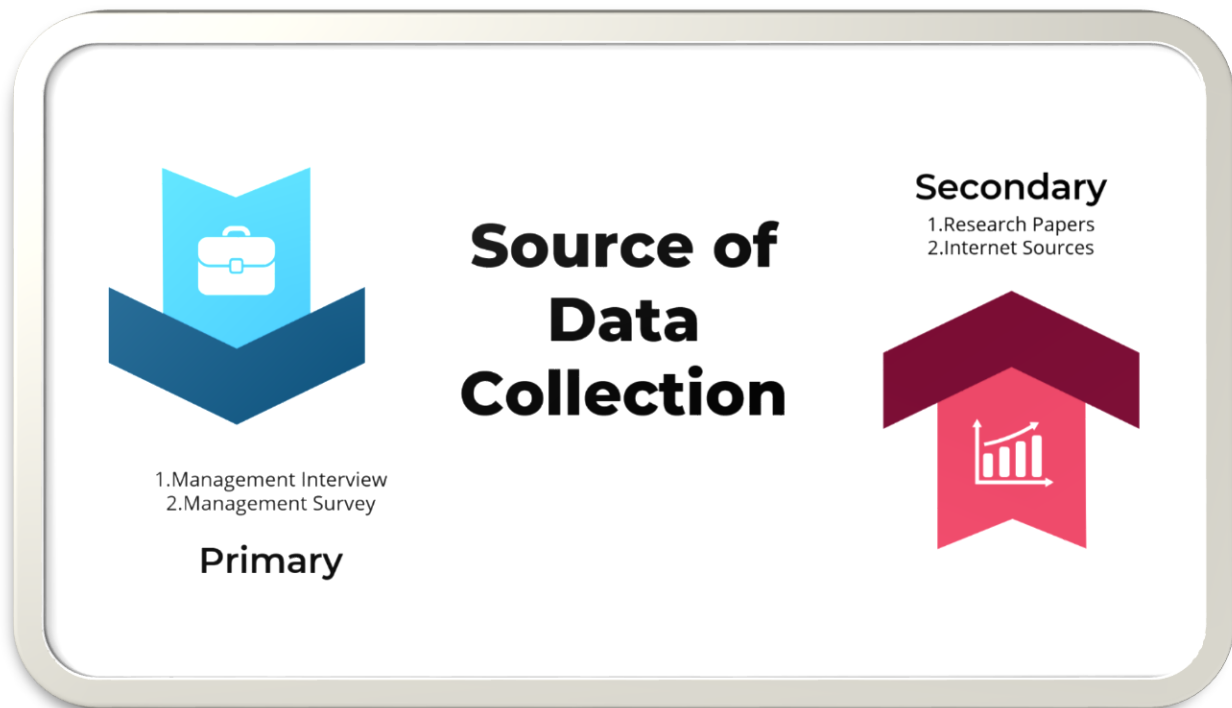 Source of
Data
Collection
1.Management Interview
2.Management Survey
Primary
Secondary
1.Research Papers
2.Internet Sources